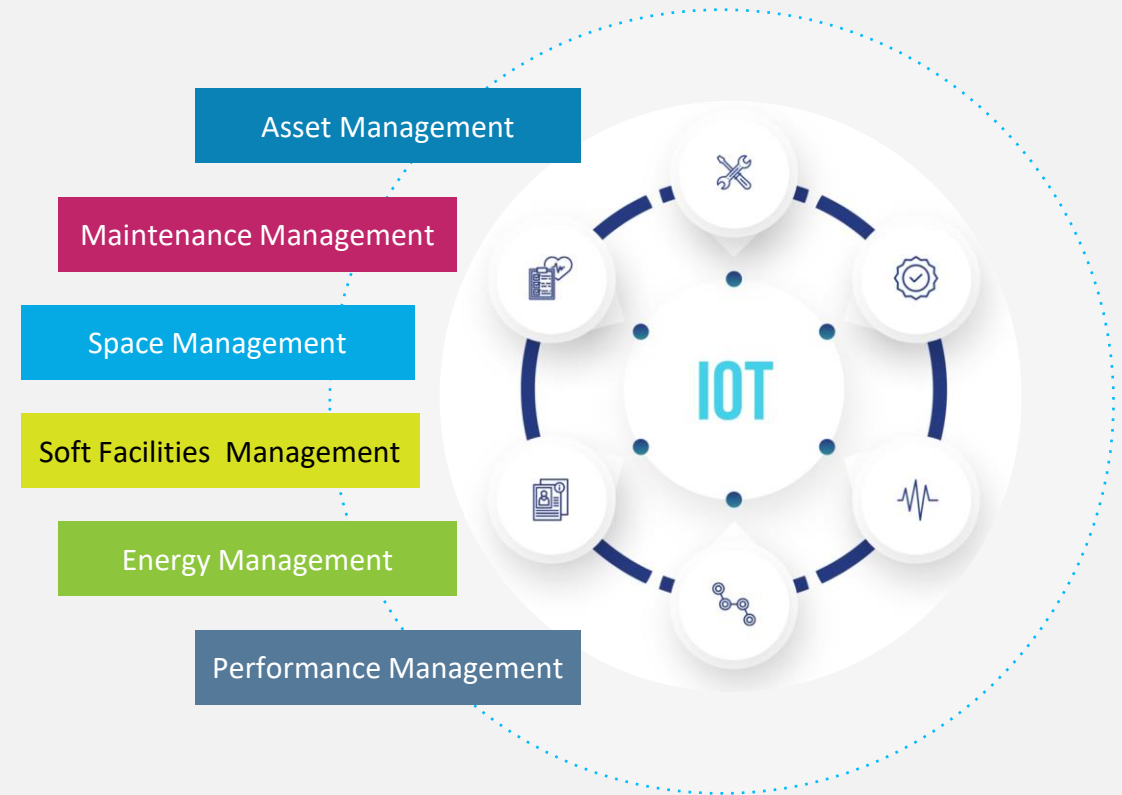 Asset Management
Maintenance Management
Space Management
IOT
Soft Facilities  Management
Energy Management
Performance Management